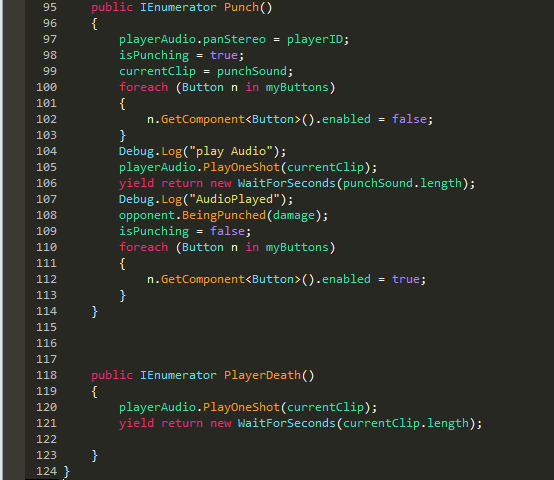 95 public IEnumerator Punch()
96 {
97 playerAudio.panStereo = playerID;
98 isPunching = true;
99 currentClip = punchSound;
100 foreach (Button n in myButtons)
101 {
102 n.GetComponent<Button>().enabled = false;
103 }
104 Debug.Log("play Audio");
105 playerAudio.PlayOneShot(currentClip);
106 yield return new WaitForSeconds(punchSound.length);
107 Debug.Log("AudioPlayed");
108 opponent.BeingPunched(damage);
109 isPunching = false;
110 foreach (Button n in myButtons)
111 {
112 n.GetComponent<Button>().enabled = true;
113 }
114 }
115
116
117
118 public IEnumerator PlayerDeath()
119 {
120 playerAudio.PlayOneShot(currentClip);
121 yield return new WaitForSeconds(currentClip.length);
122
123 }
124 }